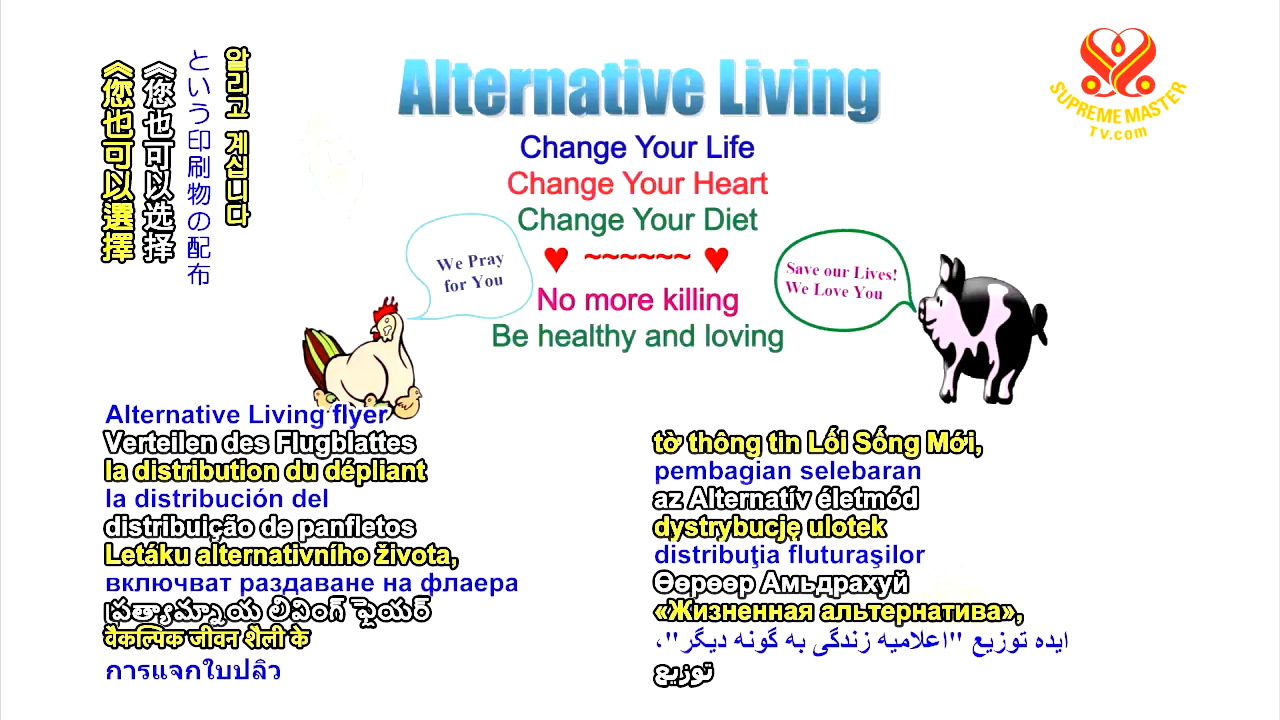 알리고 계십니다
という印刷物の配布
《您也可以选择
《您也可以選擇
Alternative Living
SUPREME MASTER
TV.com
Change Your Life
Change Your Heart
Change Your Diet
♥ ~~~~~~ ♥
We Pray
for You
Save our Lives!
We Love You
No more killing
Be healthy and loving
Alternative Living flyer
Verteilen des Flugblattes
la distribution du dépliant
la distribución del
distribuição de panfletos
Letáku alternativního života,
включват раздаване на флаера
ప్రత్యామ్నాయ లివింగ్ ఫ్లైయర్
वैकल्पिक जीवन शैली के
การแจกใบปลิว
tờ thông tin Lối Sống Mới,
pembagian selebaran
az Alternatív életmód
dystrybucję ulotek
distribuţia fluturaşilor
Өөрөөр Амьдрахуй
«Жизненная альтернатива»,
ایده توزیع "اعلامیه زندگی به گونه دیگر"،
توزيع